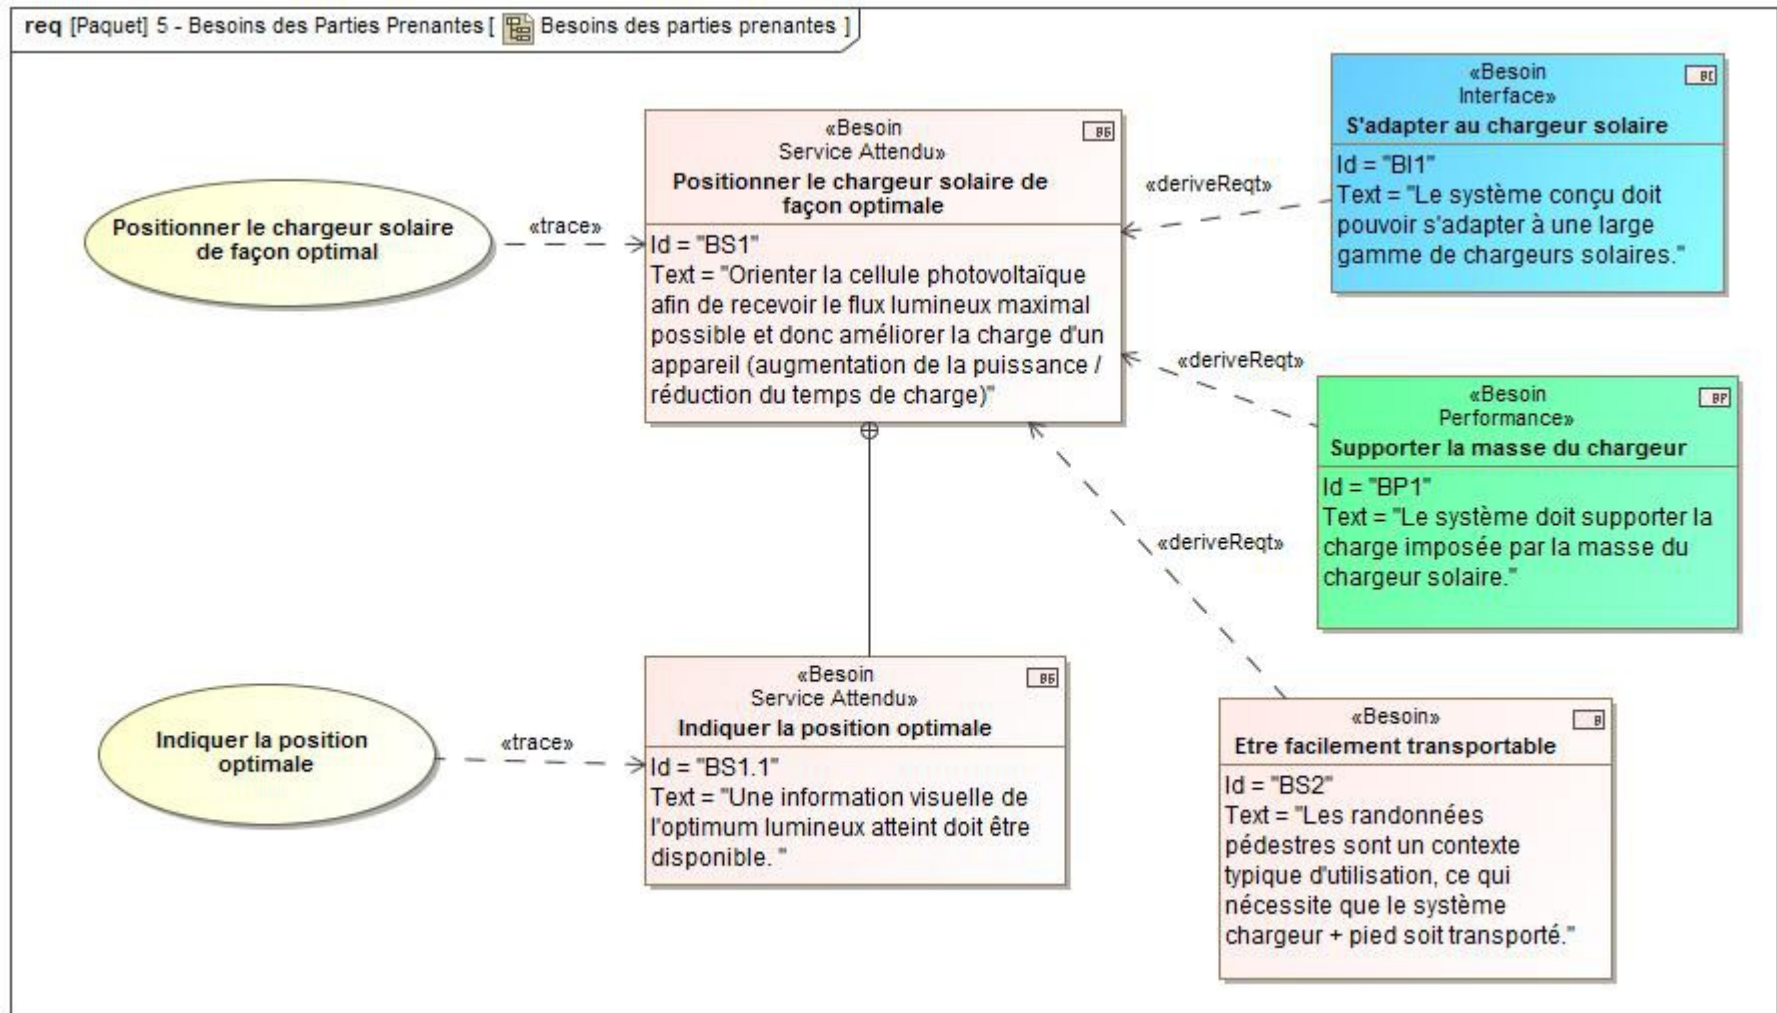 req [Paquet] 5 - Besoins des Parties Prenantes [ Besoins des parties prenantes ]
Positionner le chargeur solaire
de façon optimal
«trace»
«Besoin
Service Attendu»
Positionner le chargeur solaire de
façon optimale
Id = "BS1"
Text = "Orienter la cellule photovoltaïque
afin de recevoir le flux lumineux maximal
possible et donc améliorer la charge d'un
appareil (augmentation de la puissance /
réduction du temps de charge)"
«deriveReqt»
«Besoin
Interface»
S'adapter au chargeur solaire
Id = "BI1"
Text = "Le système conçu doit
pouvoir s'adapter à une large
gamme de chargeurs solaires."
«deriveReqt»
«Besoin
Performance»
BP
Supporter la masse du chargeur
Id = "BP1"
Text = "Le système doit supporter la
charge imposée par la masse du
chargeur solaire."
«deriveReqt»
Indiquer la position
optimale
«trace»
«Besoin
Service Attendu»
Indiquer la position optimale
Id = "BS1.1"
Text = "Une information visuelle de
l'optimum lumineux atteint doit être
disponible. "
«Besoin»
B
Etre facilement transportable
Id = "BS2"
Text = "Les randonnées
pédestres sont un contexte
typique d'utilisation, ce qui
nécessite que le système
chargeur + pied soit transporté."